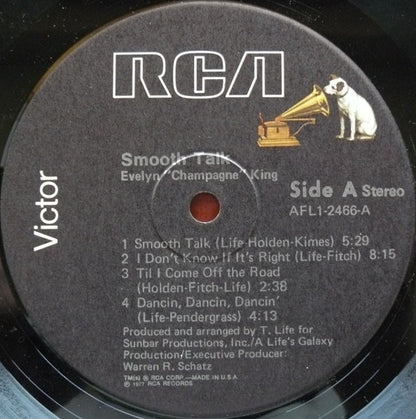 RCA
Victor
Smooth Talk
Evelyn "Champagne" King
Side A Stereo
AFL1-2466-A
1 Smooth Talk (Life-Holden-Kimes) 5:29
2 I Don't Know If It's Right (Life-Fitch) 8:15
3 Til I Come Off the Road
(Holden-Fitch-Life) 2:38
4 Dancin, Dancin, Dancin'
(Life-Pendergrass) 4:13
Produced and arranged by T. Life for
Sunbar Productions, Inc./A Life's Galaxy
Production/Executive Producer:
Warren R. Schatz
TM(s) ® RCA CORP.—MADE IN U.S.A.
℗ 1977 RCA RECORDS